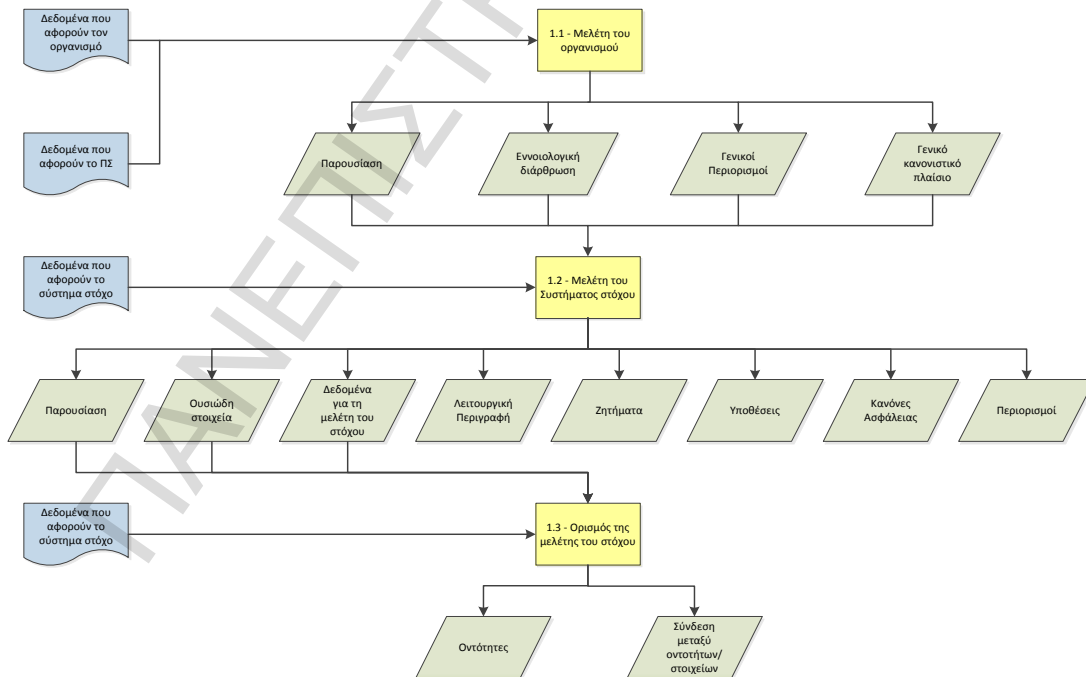 Δεδομένα που
αφορούν τον
οργανισμό
1.1 - Μελέτη του
οργανισμού
Δεδομένα που
αφορούν το ΠΣ
Παρουσίαση
Εννοιολογική
διάρθρωση
Γενικοί
Περιορισμοί
Γενικό
κανονιστικό
πλαίσιο
Δεδομένα που
αφορούν το
σύστημα στόχο
1.2 - Μελέτη του
Συστήματος στόχου
Παρουσίαση
Ουσιώδη
στοιχεία
Δεδομένα
για τη
μελέτη του
στόχου
Λειτουργική
Περιγραφή
Ζητήματα
Υποθέσεις
Κανόνες
Ασφάλειας
Περιορισμοί
Δεδομένα που
αφορούν το
σύστημα στόχο
1.3 - Ορισμός της
μελέτης του στόχου
Οντότητες
Σύνδεση
μεταξύ
οντοτήτων/
στοιχείων
ΠΑΝΕΠΙΣΤΗ